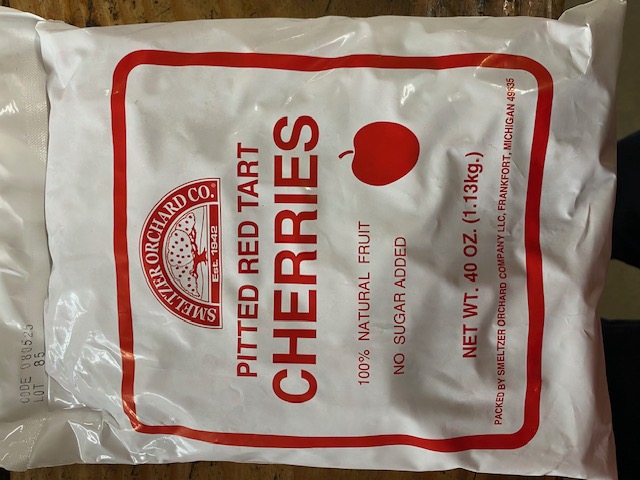 CODE 080525
LOT 85
SMELTZER ORCHARD CO.®
Est. 1942
PITTED RED TART
CHERRIES
100% NATURAL FRUIT
NO SUGAR ADDED
NET WT. 40 OZ. (1.13kg.)
PACKED BY SMELTZER ORCHARD COMPANY LLC, FRANKFORT, MICHIGAN 49635